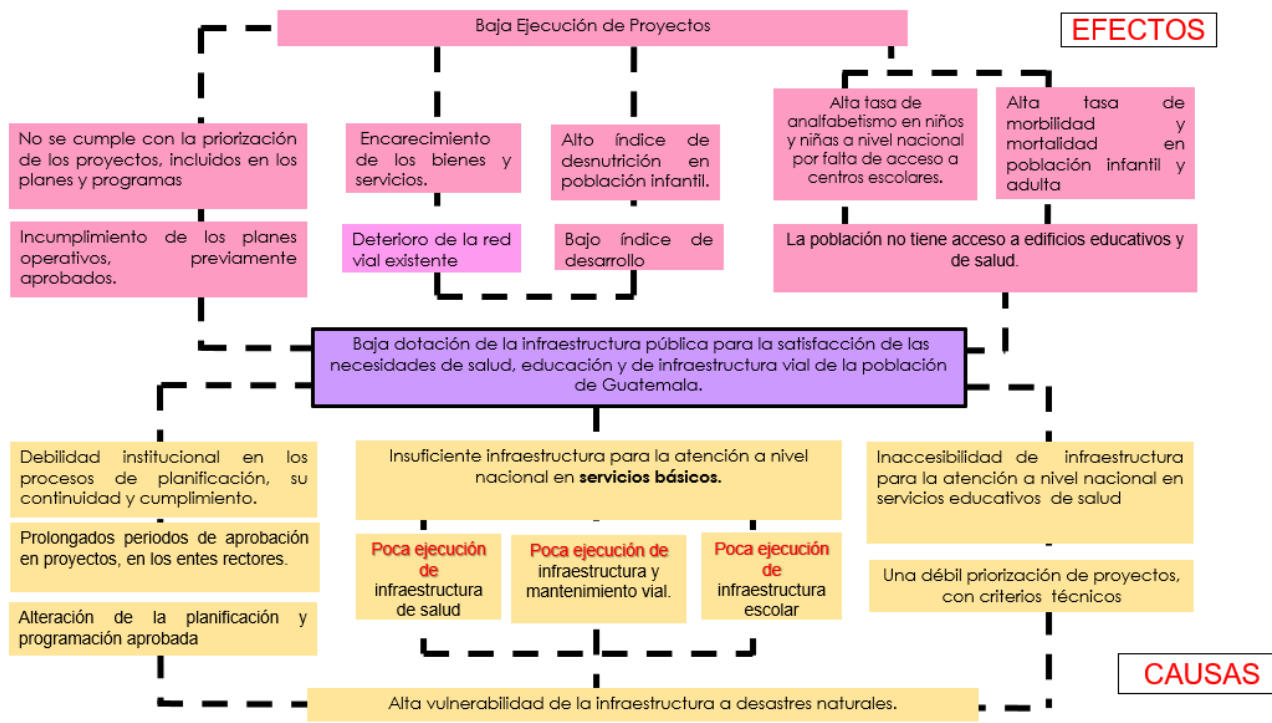 Baja Ejecución de Proyectos
EFECTOS
No se cumple con la priorización
de los proyectos, incluidos en los
planes y programas
Encarecimiento
de los bienes y
servicios.
Alto índice de
desnutrición en
población infantil.
Alta tasa de
analfabetismo en niños
y niñas a nivel nacional
por falta de acceso a
centros escolares.
Alta tasa de
morbilidad y
mortalidad en
población infantil y
adulta
Incumplimiento de los planes
operativos, previamente
aprobados.
Deterioro de la red
vial existente
Bajo índice de
desarrollo
La población no tiene acceso a edificios educativos y
de salud.
Baja dotación de la infraestructura pública para la satisfacción de las
necesidades de salud, educación y de infraestructura vial de la población
de Guatemala.
Debilidad institucional en los
procesos de planificación, su
continuidad y cumplimiento.
Insuficiente infraestructura para la atención a nivel
nacional en servicios básicos.
Inaccesibilidad de infraestructura
para la atención a nivel nacional en
servicios educativos de salud
Prolongados periodos de aprobación
en proyectos, en los entes rectores.
Poca ejecución
de
infraestructura
de salud
Poca ejecución de
infraestructura y
mantenimiento vial.
Poca ejecución
de
infraestructura
escolar
Una débil priorización de proyectos,
con criterios técnicos
Alteración de la planificación y
programación aprobada
CAUSAS
Alta vulnerabilidad de la infraestructura a desastres naturales.